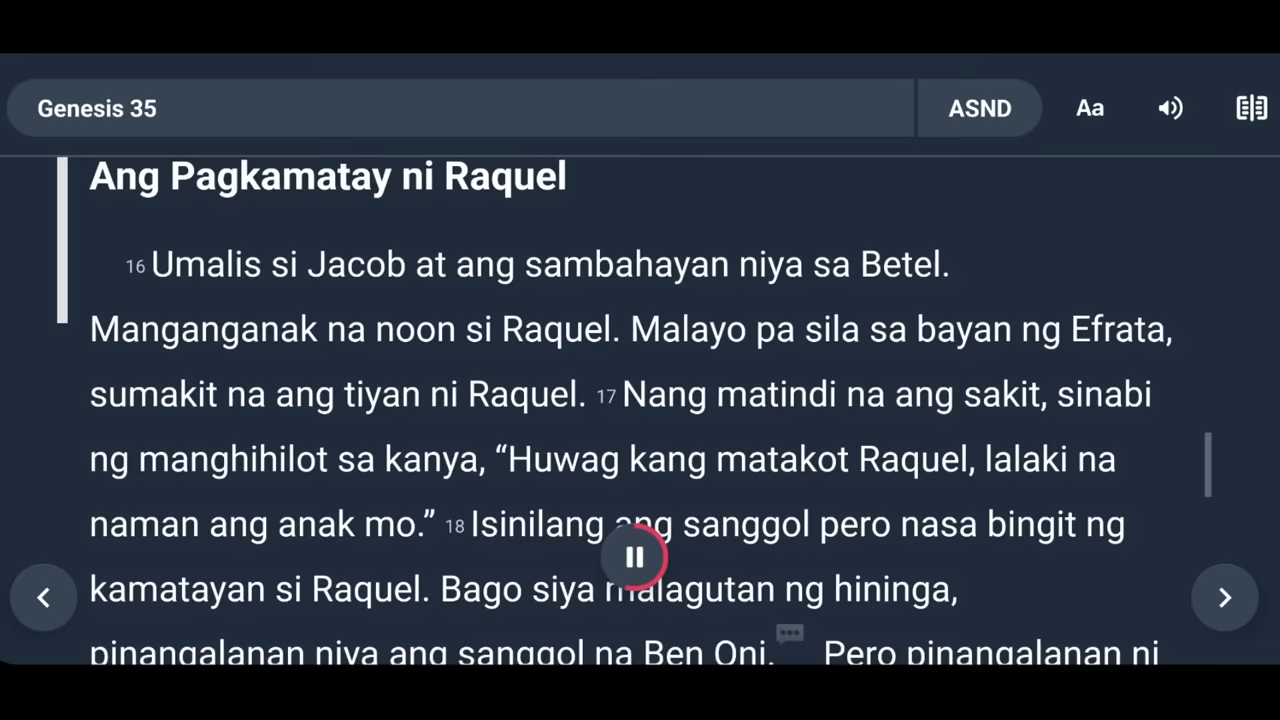 Genesis 35
ASND
Aa
Ang Pagkamatay ni Raquel
16 Umalis si Jacob at ang sambahayan niya sa Betel.
Manganganak na noon si Raquel. Malayo pa sila sa bayan ng Efrata,
sumakit na ang tiyan ni Raquel. 17 Nang matindi na ang sakit, sinabi
ng manghihilot sa kanya, “Huwag kang matakot Raquel, lalaki na
naman ang anak mo.” 18 Isinilang ang sanggol pero nasa bingit ng
kamatayan si Raquel. Bago siya malagutan ng hininga,
pinangalanan niya ang sanggol na Ben Oni. Pero pinangalanan ni